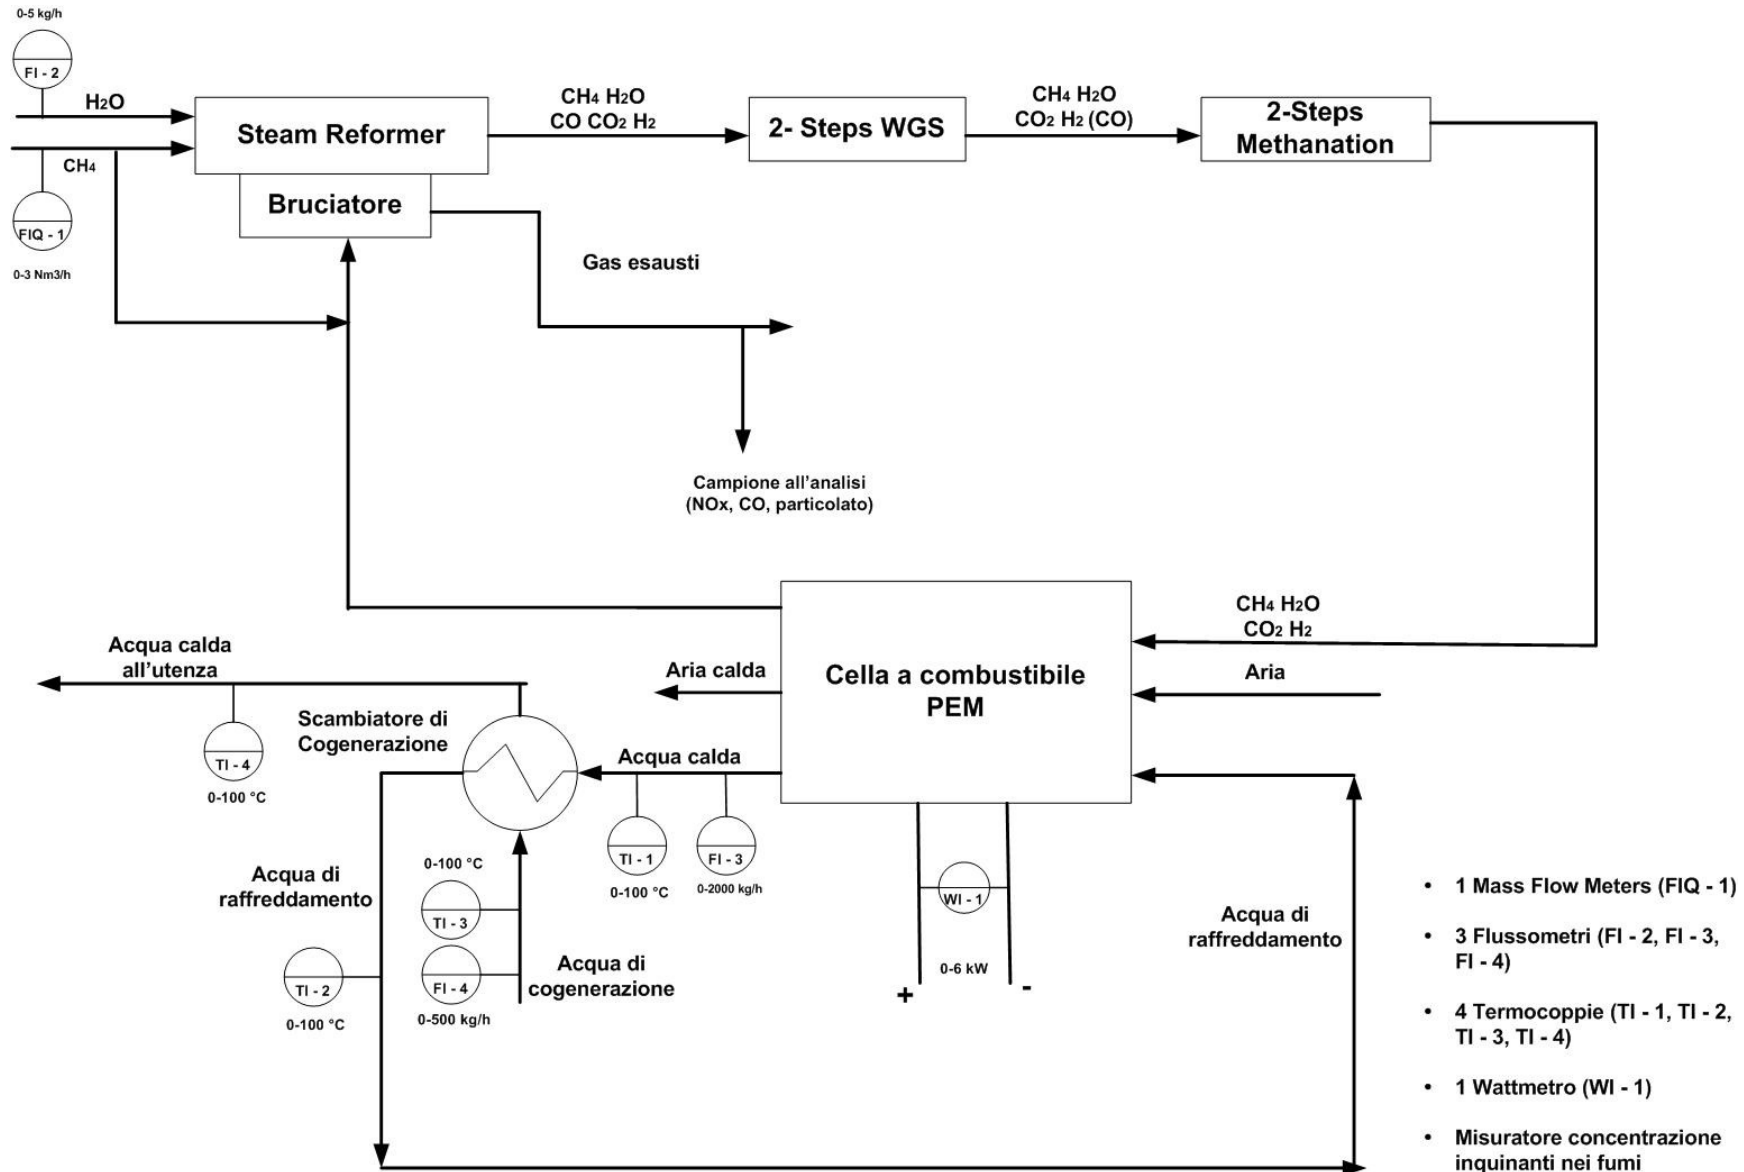 0-5 kg/h
FI - 2
H2O
CH4
FIQ - 1
0-3 Nm3/h
Steam Reformer
Bruciatore
CH4 H2O
CO CO2 H2
2- Steps WGS
CH4 H2O
CO2 H2 (CO)
2-Steps
Methanation
Gas esausti
Campione all'analisi
(NOx, CO, particolato)
CH4 H2O
CO2 H2
Aria
Cella a combustibile
PEM
Aria calda
Acqua calda
all'utenza
Scambiatore di
Cogenerazione
TI - 4
0-100 °C
Acqua calda
TI - 1
0-100 °C
FI - 3
0-2000 kg/h
0-100 °C
TI - 3
FI - 4
0-500 kg/h
Acqua di
cogenerazione
Acqua di
raffreddamento
TI - 2
0-100 °C
WI - 1
0-6 kW
+
-
Acqua di
raffreddamento
• 1 Mass Flow Meters (FIQ - 1)
• 3 Flussometri (FI - 2, FI - 3,
FI - 4)
• 4 Termocoppie (TI - 1, TI - 2,
TI - 3, TI - 4)
• 1 Wattmetro (WI - 1)
• Misuratore concentrazione
inquinanti nei fumi